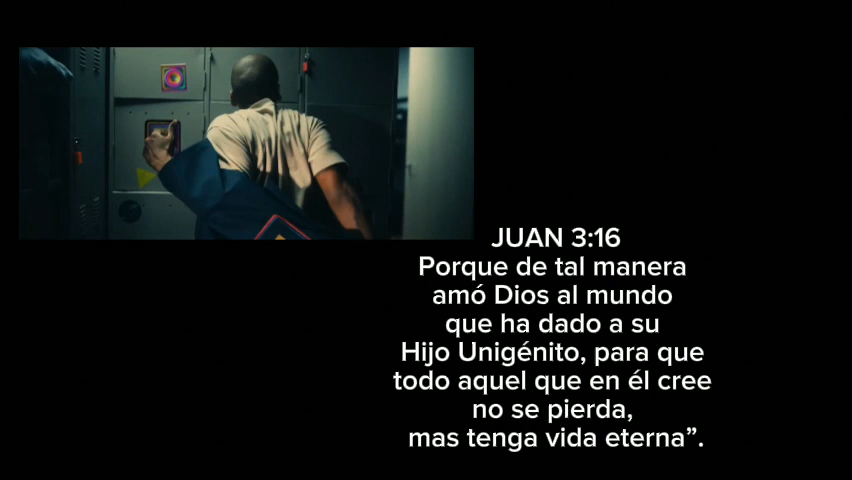 JUAN 3:16
Porque de tal manera
amó Dios al mundo
que ha dado a su
Hijo Unigénito, para que
todo aquel que en él cree
no se pierda,
mas tenga vida eterna”.